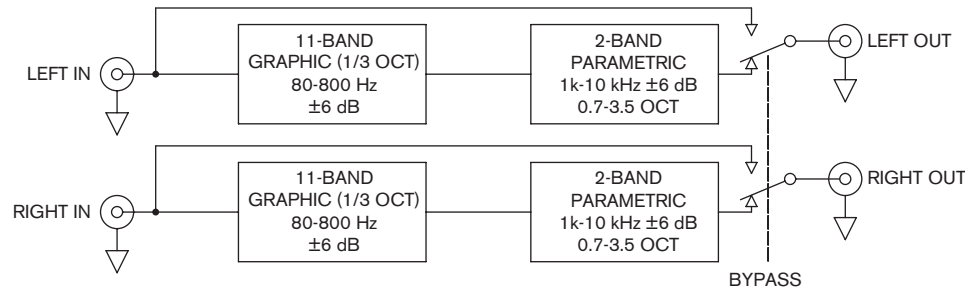 11-BAND
GRAPHIC (1/3 OCT)
80-800 Hz
±6 dB
2-BAND
PARAMETRIC
1k-10 kHz ±6 dB
0.7-3.5 OCT
LEFT IN
LEFT OUT
11-BAND
GRAPHIC (1/3 OCT)
80-800 Hz
±6 dB
2-BAND
PARAMETRIC
1k-10 kHz ±6 dB
0.7-3.5 OCT
RIGHT IN
RIGHT OUT
BYPASS